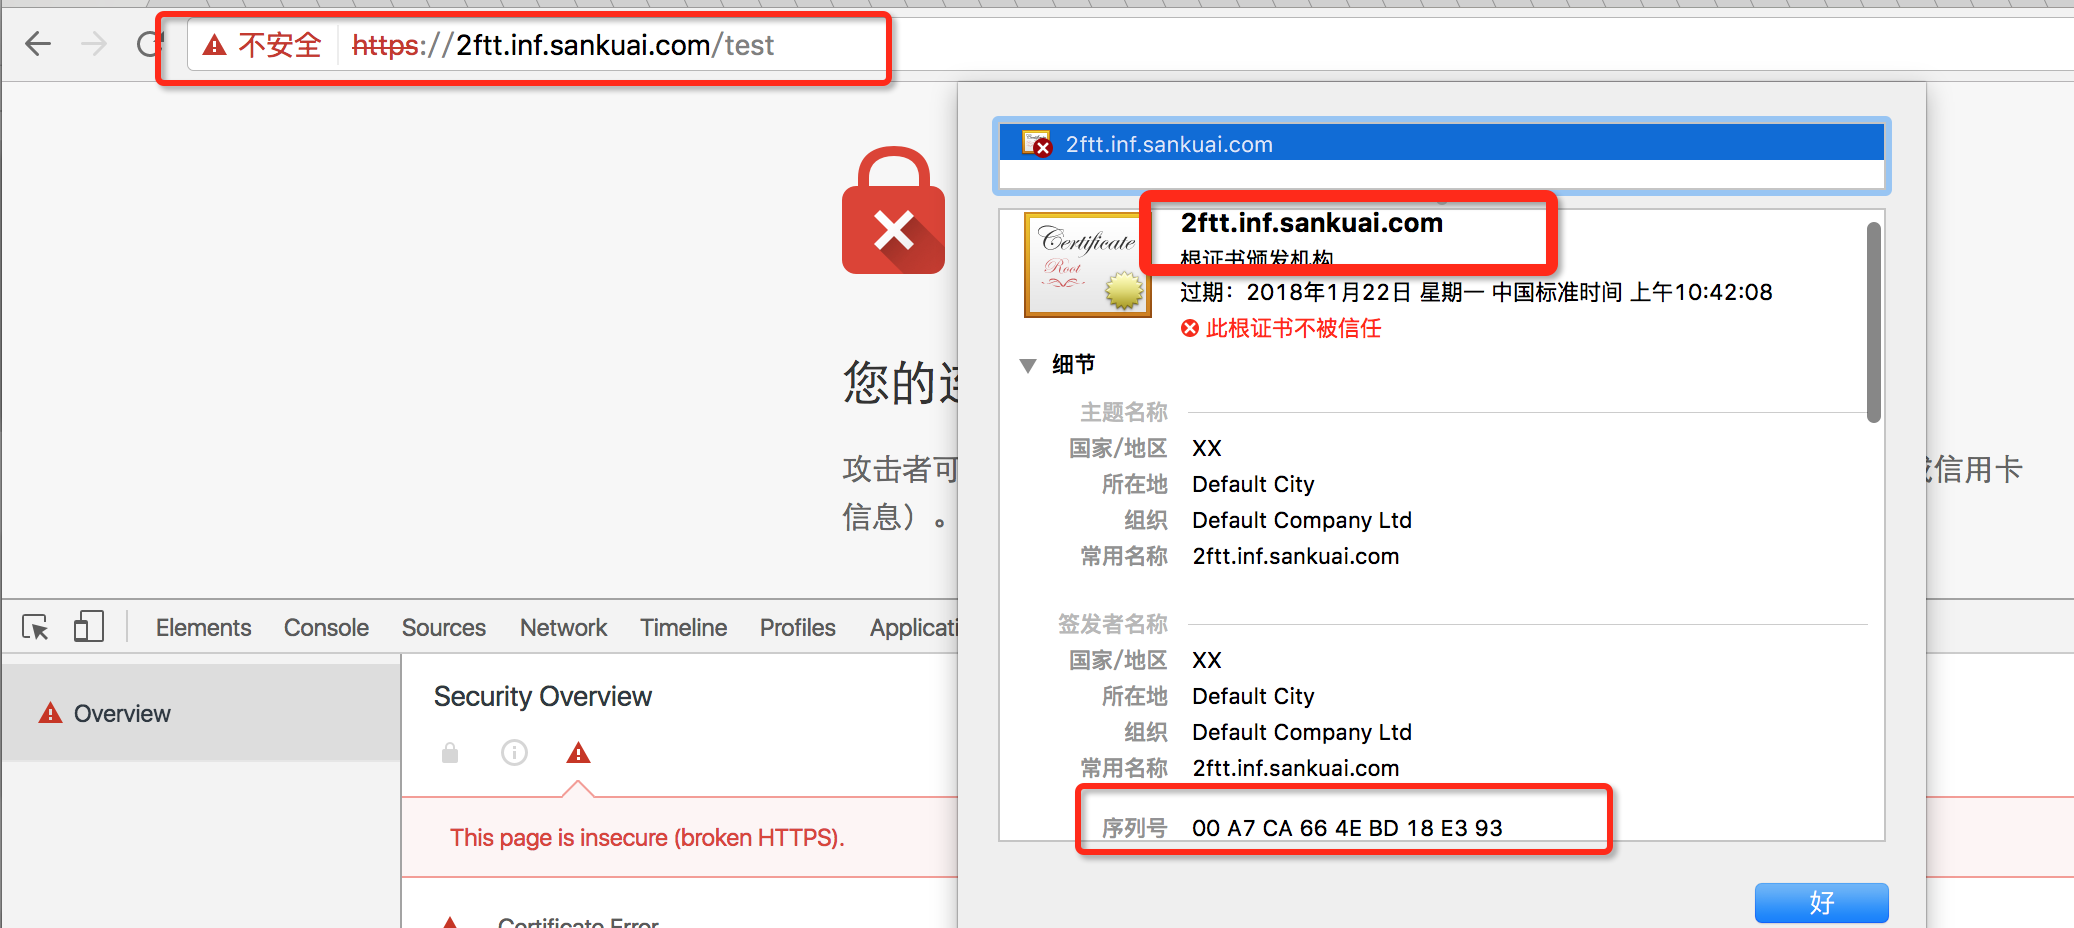 不安全 https://2ftt.inf.sankuai.com/test
2ftt.inf.sankuai.com
Certificate
Root
2ftt.inf.sankuai.com
根证书颁发机构
过期：2018年1月22日 星期一 中国标准时间 上午10:42:08
此根证书不被信任
细节
主题名称
国家/地区 XX
所在地 Default City
组织 Default Company Ltd
常用名称 2ftt.inf.sankuai.com
签发者名称
国家/地区 XX
所在地 Default City
组织 Default Company Ltd
常用名称 2ftt.inf.sankuai.com
序列号 00 A7 CA 66 4E BD 18 E3 93
好
您的
攻击者可
信用卡
信息）。
Elements Console Sources Network Timeline Profiles Applicati
Overview
Security Overview
This page is insecure (broken HTTPS).
Certificate Error